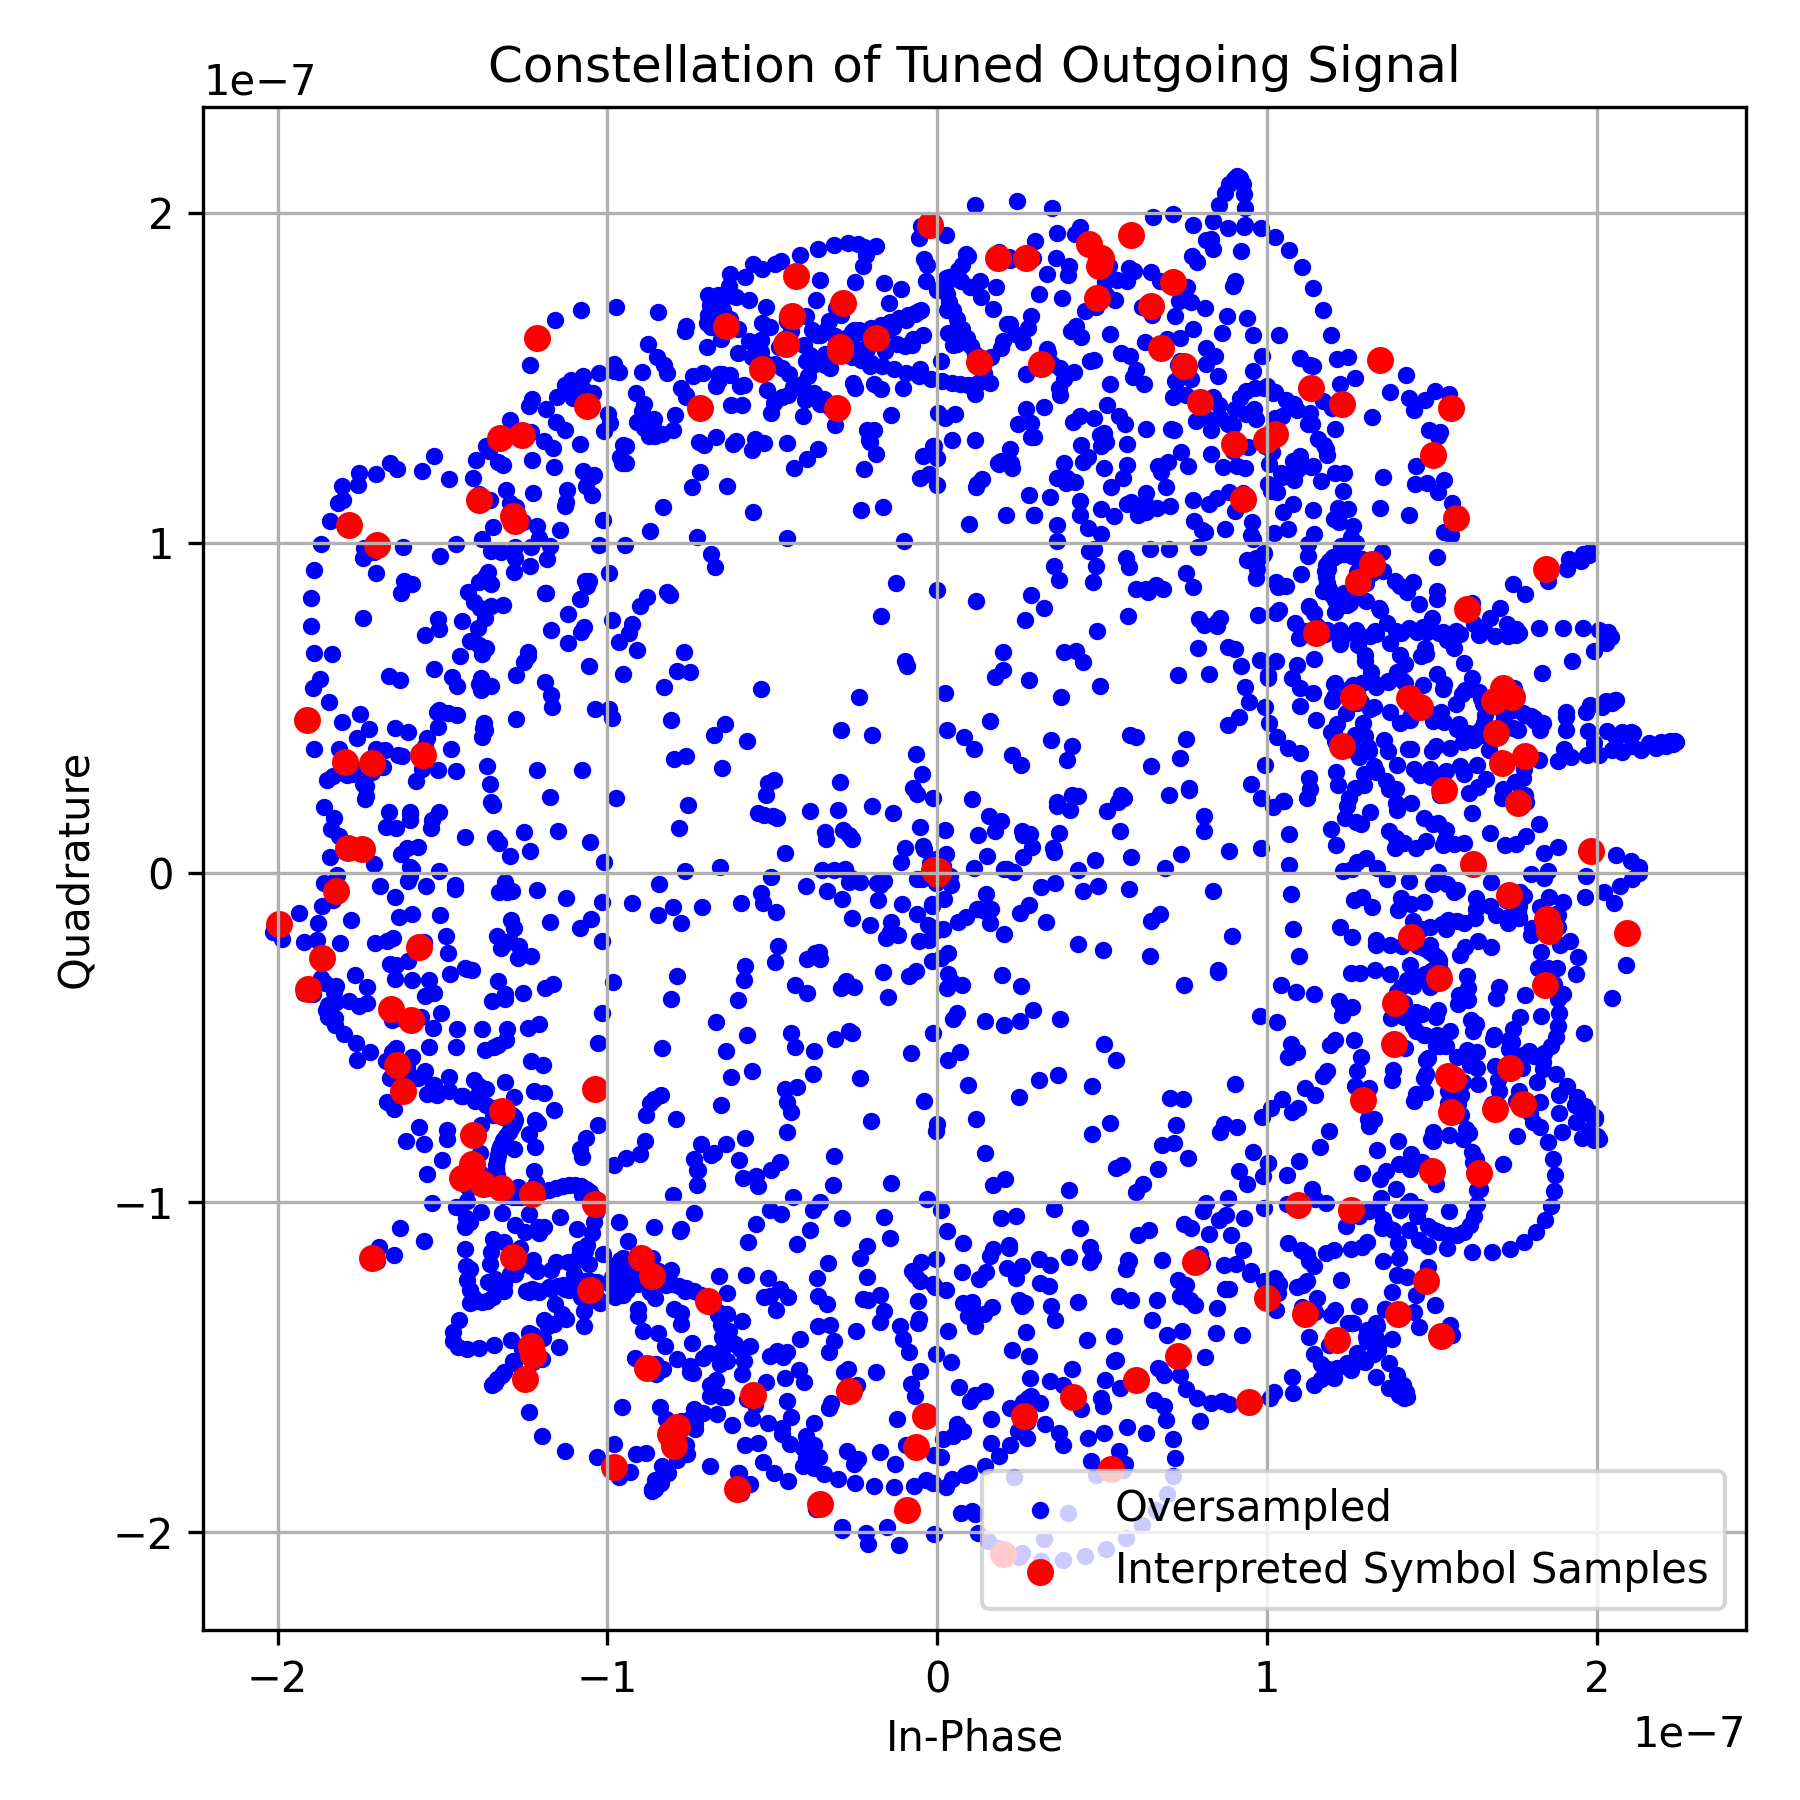 Constellation of Tuned Outgoing Signal
1e−7
2
1
0
−1
−2
Quadrature
Oversampled
Interpreted Symbol Samples
−2
−1
0
1
2
1e−7
In-Phase